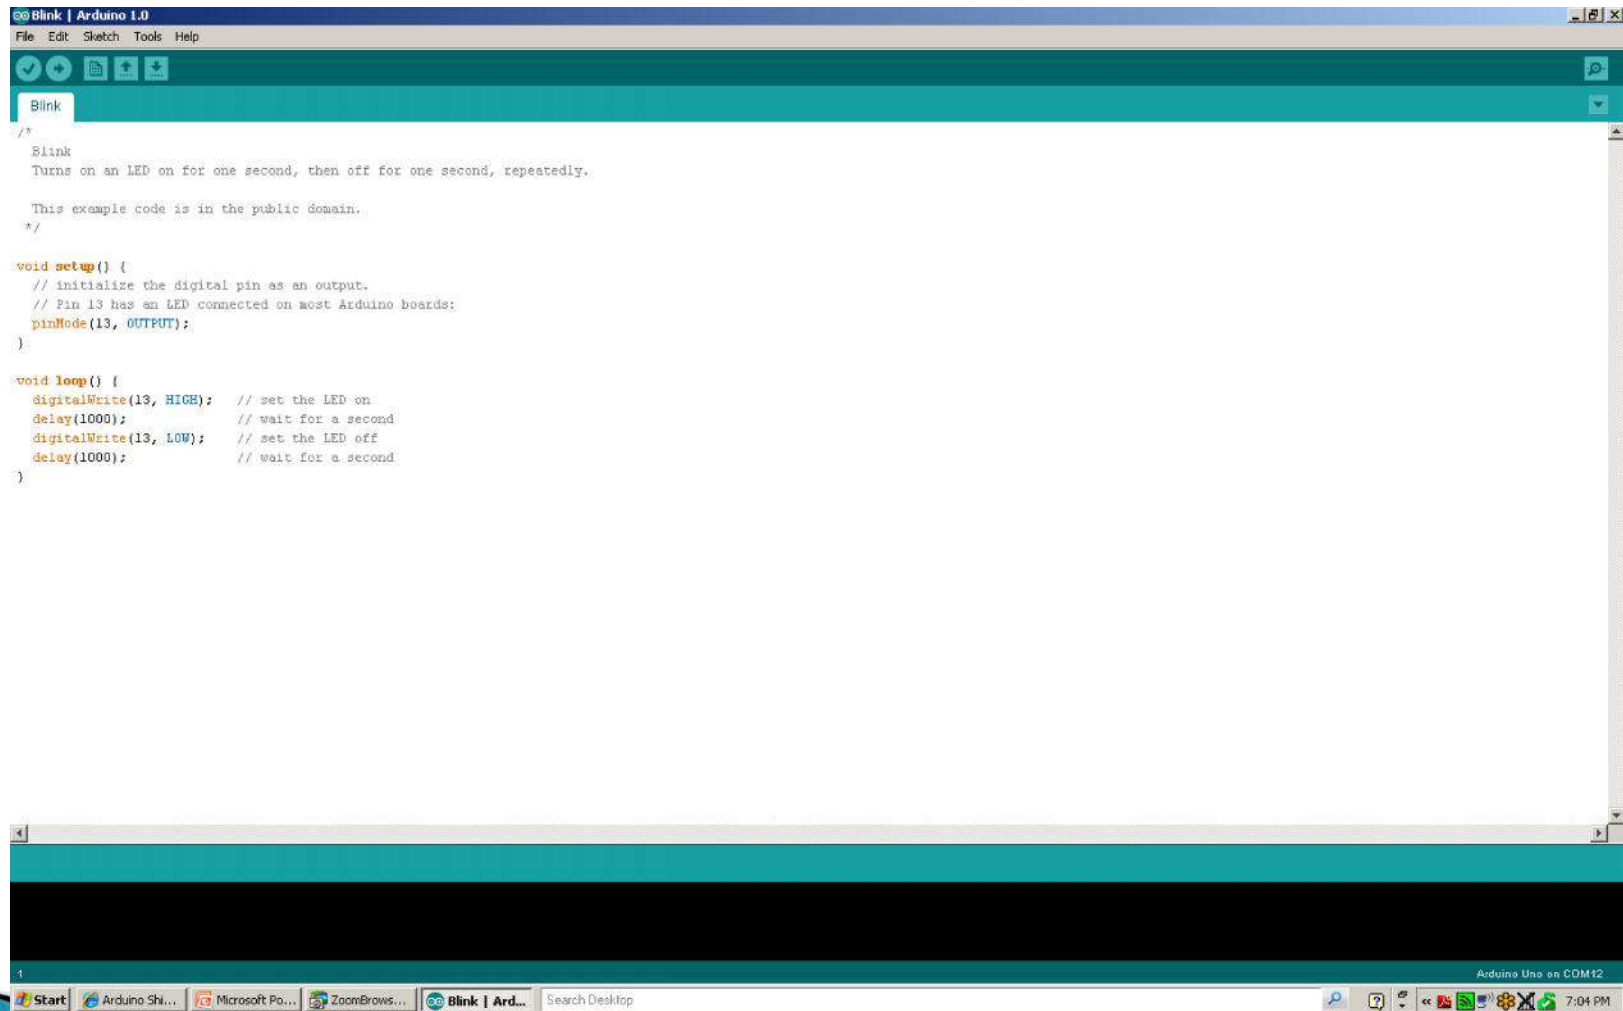 Blink | Arduino 1.0
File Edit Sketch Tools Help
Blink
/*
  Blink
  Turns on an LED on for one second, then off for one second, repeatedly.

  This example code is in the public domain.
 */

void setup() {
  // initialize the digital pin as an output.
  // Pin 13 has an LED connected on most Arduino boards:
  pinMode(13, OUTPUT);
}

void loop() {
  digitalWrite(13, HIGH);   // set the LED on
  delay(1000);              // wait for a second
  digitalWrite(13, LOW);    // set the LED off
  delay(1000);              // wait for a second
}
1
Arduino Uno on COM12
Start Arduino Shi... Microsoft Po... ZoomBrows... Blink | Ard... Search Desktop 7:04 PM